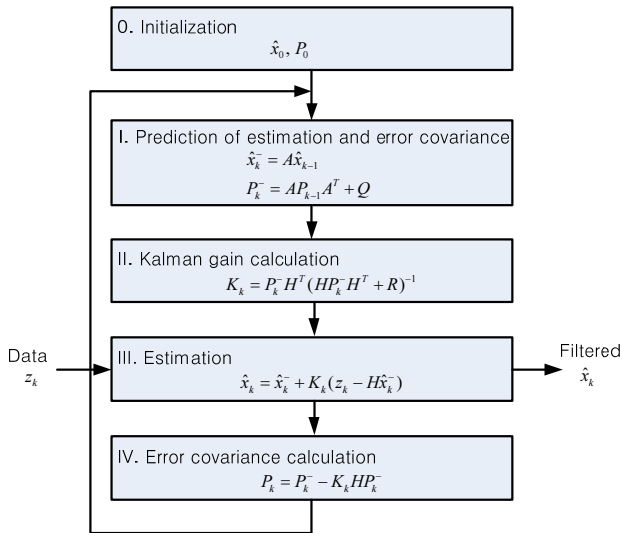 0. Initialization
x̂₀, P₀
I. Prediction of estimation and error covariance
x̂ₖ⁻ = Ax̂ₖ₋₁
Pₖ⁻ = APₖ₋₁Aᵀ + Q
II. Kalman gain calculation
Kₖ = Pₖ⁻Hᵀ(HPₖ⁻Hᵀ + R)⁻¹
Data
zₖ
III. Estimation
x̂ₖ = x̂ₖ⁻ + Kₖ(zₖ − Hx̂ₖ⁻)
Filtered
x̂ₖ
IV. Error covariance calculation
Pₖ = Pₖ⁻ − KₖHPₖ⁻